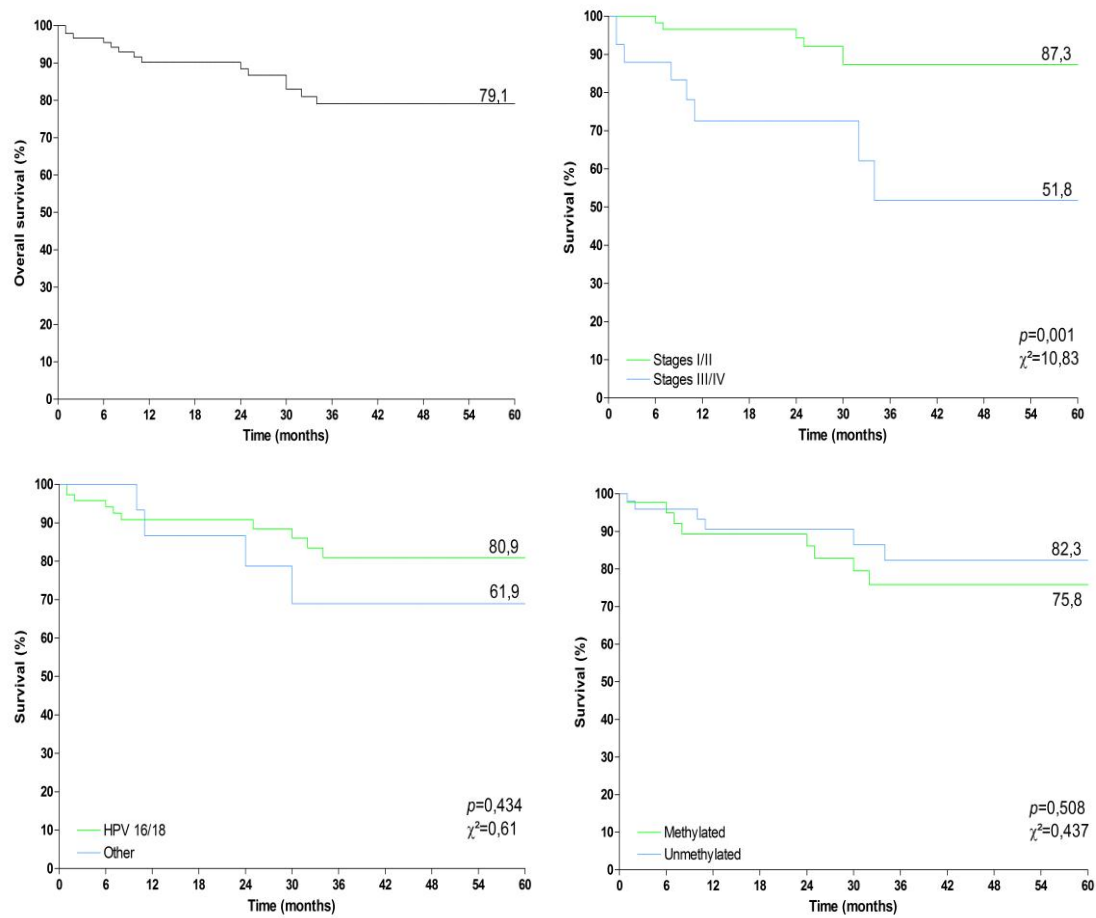 Overall survival (%)
100
90
80
70
60
50
40
30
20
10
0
79,1
0 6 12 18 24 30 36 42 48 54 60
Time (months)
Survival (%)
100
90
80
70
60
50
40
30
20
10
0
87,3
51,8
p=0,001
χ²=10,83
Stages I/II
Stages III/IV
0 6 12 18 24 30 36 42 48 54 60
Time (months)
Survival (%)
100
90
80
70
60
50
40
30
20
10
0
80,9
61,9
p=0,434
χ²=0,61
HPV 16/18
Other
0 6 12 18 24 30 36 42 48 54 60
Time (months)
Survival (%)
100
90
80
70
60
50
40
30
20
10
0
82,3
75,8
p=0,508
χ²=0,437
Methylated
Unmethylated
0 6 12 18 24 30 36 42 48 54 60
Time (months)